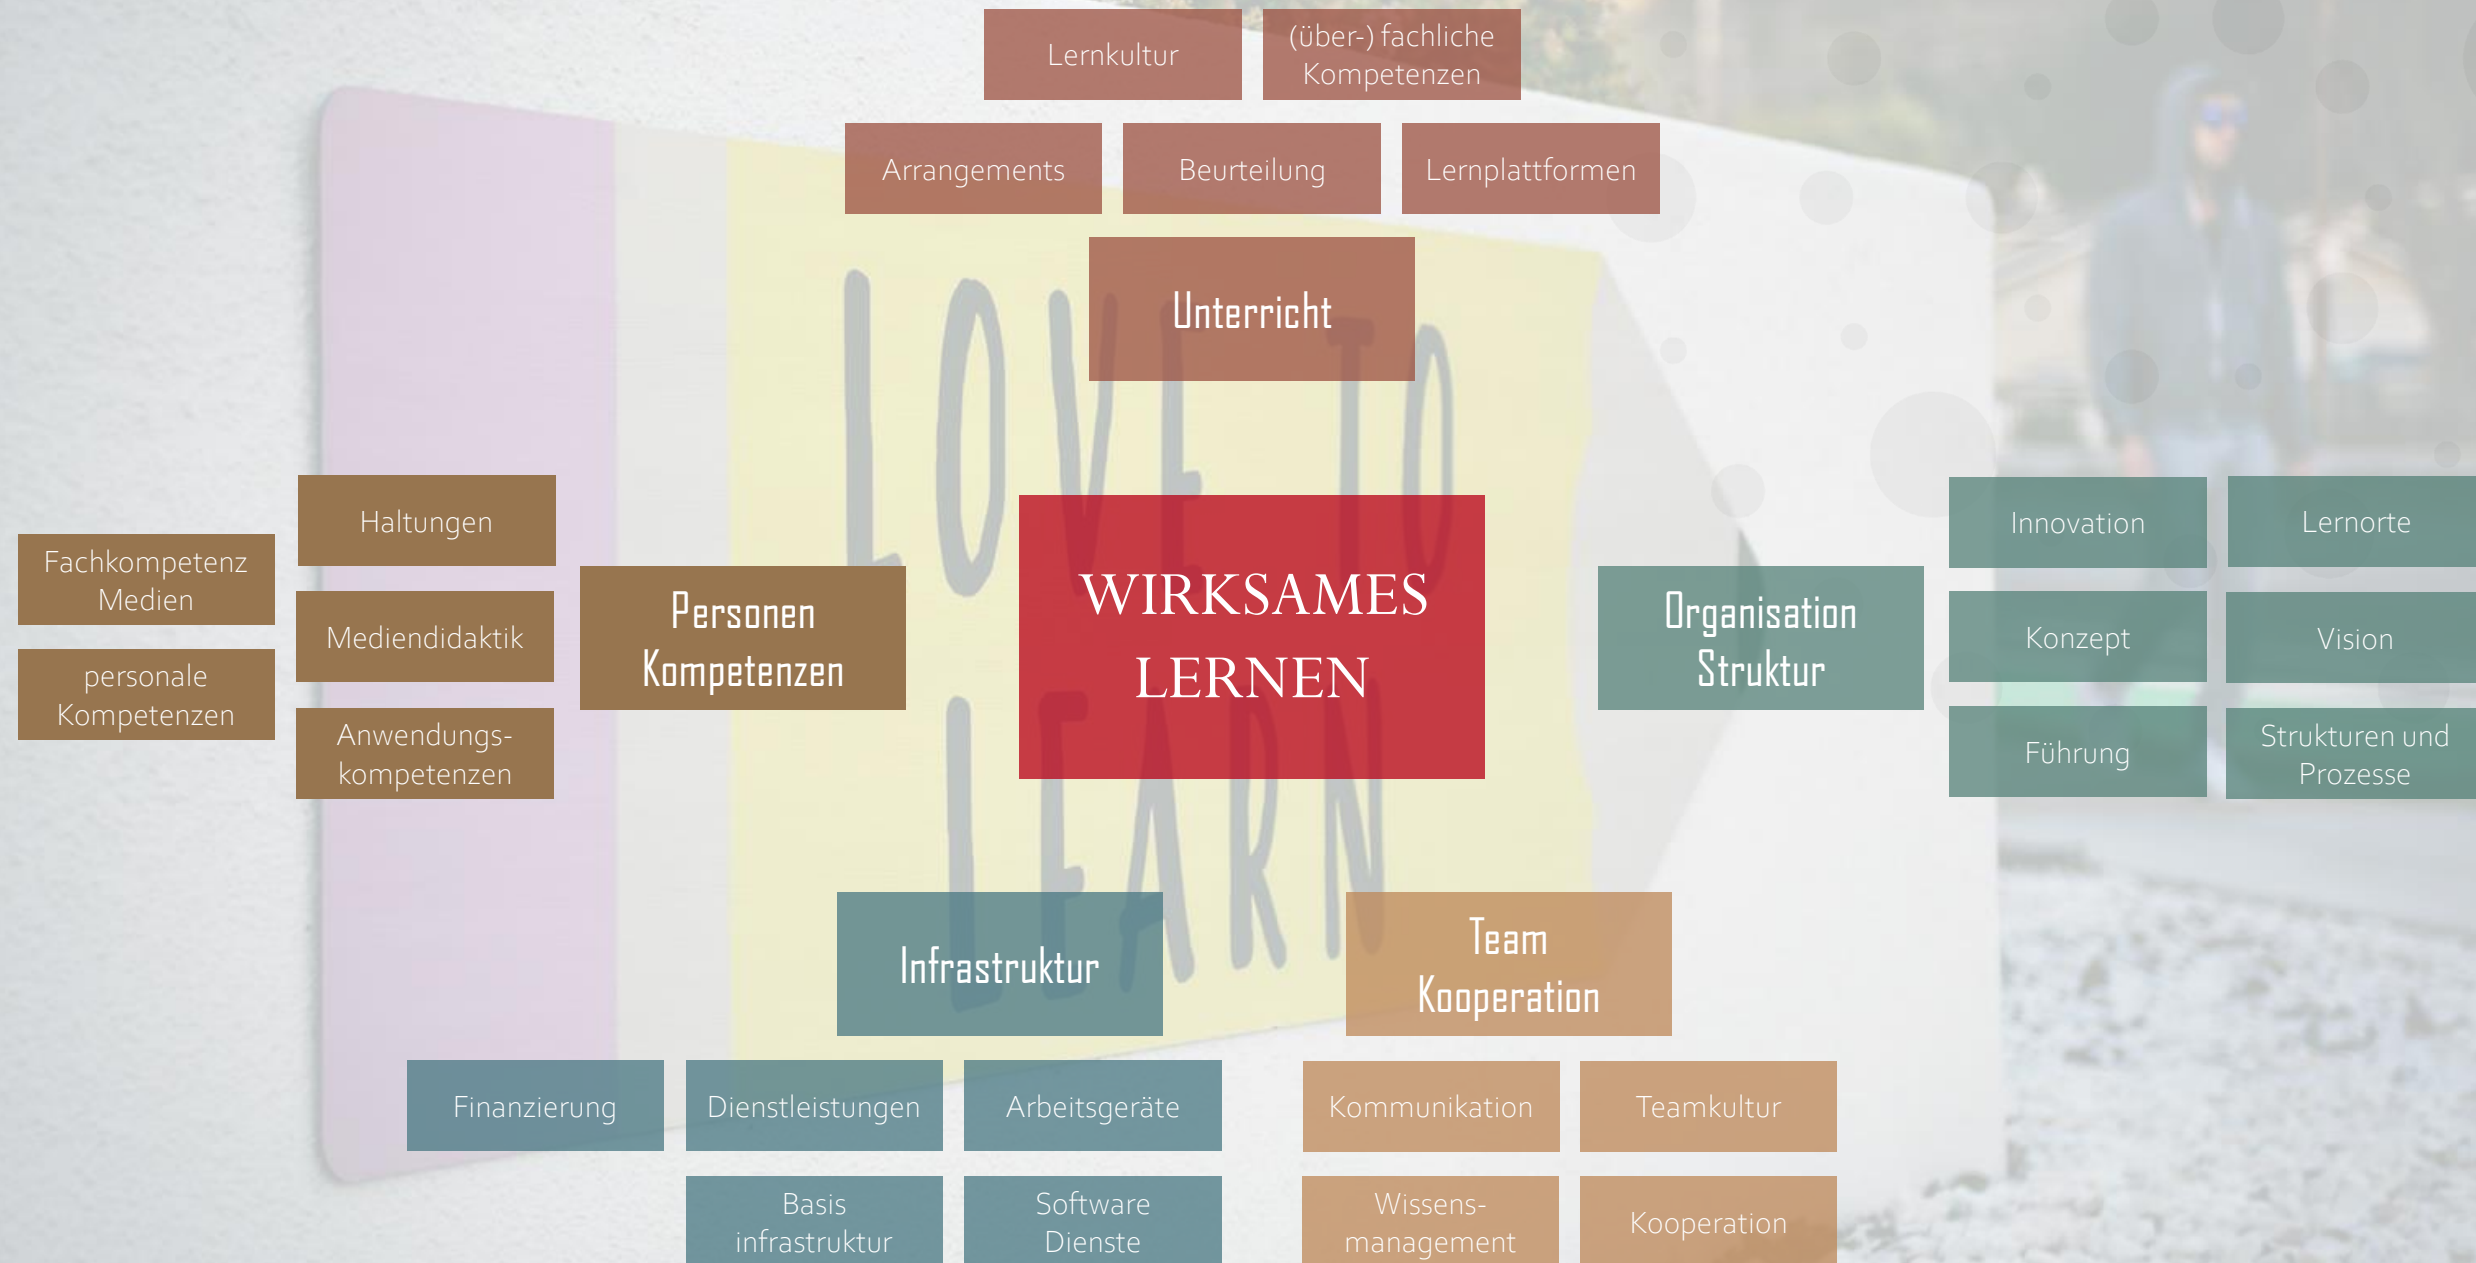 Lernkultur
(über-) fachliche
Kompetenzen
Arrangements
Beurteilung
Lernplattformen
Unterricht
LOVE TO
LEARN
Haltungen
Fachkompetenz
Medien
Mediendidaktik
personale
Kompetenzen
Anwendungs-
kompetenzen
Personen
Kompetenzen
WIRKSAMES
LERNEN
Organisation
Struktur
Innovation
Lernorte
Konzept
Vision
Führung
Strukturen und
Prozesse
Infrastruktur
Team
Kooperation
Finanzierung
Dienstleistungen
Arbeitsgeräte
Basis
infrastruktur
Software
Dienste
Kommunikation
Teamkultur
Wissens-
management
Kooperation